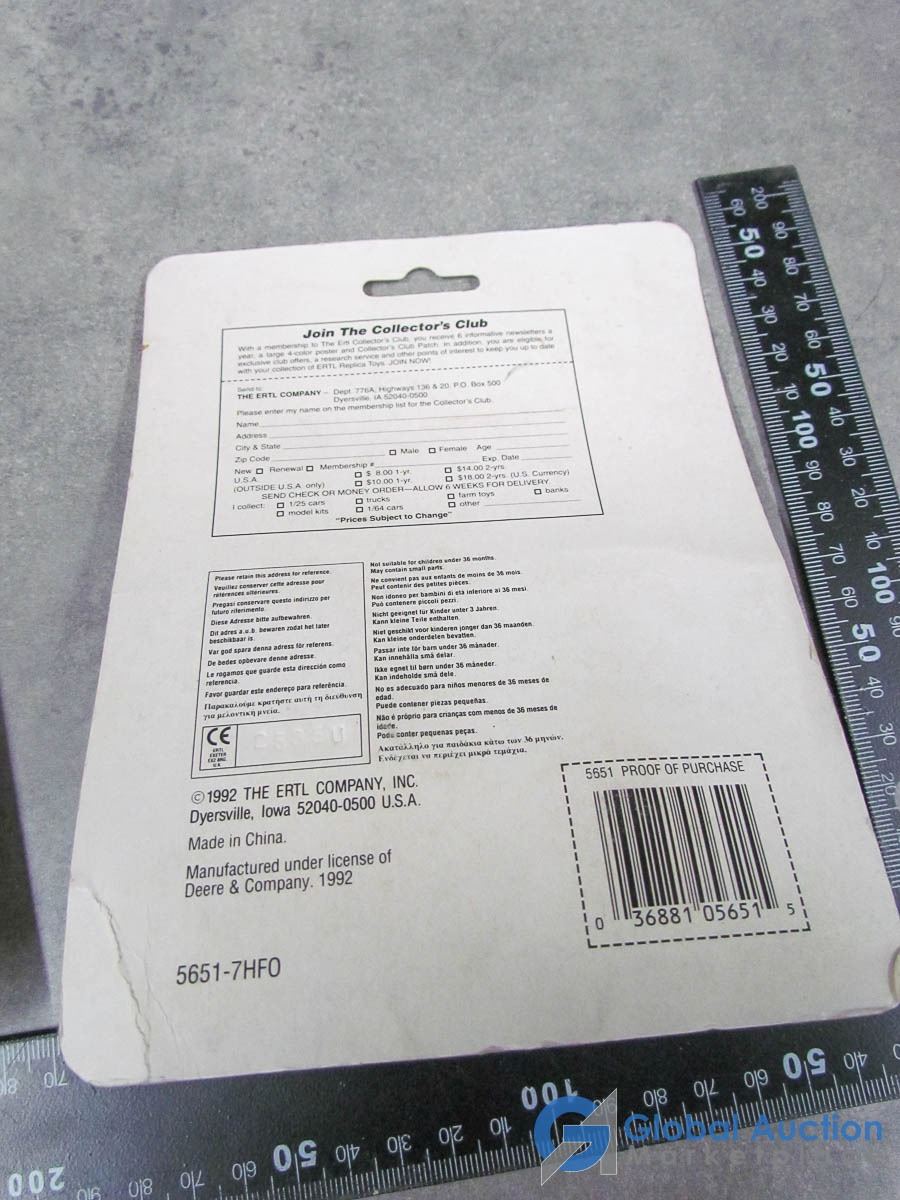 Join The Collector's Club
With a membership to The Ertl Collector's Club, you receive 6 informative newsletters a
year, a large 4-color poster and Collector's Club Patch. In addition, you are eligible for
exclusive club offers, a research service and other points of interest to keep you up to date
with your collection of ERTL Replica Toys. JOIN NOW!
Send to:
THE ERTL COMPANY – Dept. 776A, Highways 136 & 20, P.O. Box 500
Dyersville, IA 52040-0500
Please enter my name on the membership list for the Collector's Club.
Name
Address
City & State
Zip Code Male Female Age
New Renewal Membership # Exp. Date
U.S.A. $ 8.00 1-yr. $14.00 2-yrs.
(OUTSIDE U.S.A. only) $10.00 1-yr. $18.00 2-yrs. (U.S. Currency)
SEND CHECK OR MONEY ORDER—ALLOW 6 WEEKS FOR DELIVERY.
I collect: 1/25 cars trucks farm toys banks
model kits 1/64 cars other
"Prices Subject to Change"
Please retain this address for reference.
Veuillez conserver cette adresse pour
références ultérieures.
Pregasi conservare questo indirizzo per
futuro riferimento.
Diese Adresse bitte aufbewahren.
Dit adres a.u.b. bewaren zodat het later
beschikbaar is.
Var god spara denna adress för referens.
De bedes opbevare denne adresse.
Le rogamos que guarde esta dirección como
referencia.
Favor guardar este endereço para referência.
Παρακαλούμε κρατήστε αυτή τη διεύθυνση
για μελοντική μνεία.
CE
ERTL
EXETER
EX2 8NG
U.K.
Not suitable for children under 36 months.
May contain small parts.
Ne convient pas aux enfants de moins de 36 mois.
Peut contenir des petites pièces.
Non idoneo per bambini di età inferiore ai 36 mesi.
Può contenere piccoli pezzi.
Nicht geeignet für Kinder unter 3 Jahren.
Kann kleine Teile enthalten.
Niet geschikt voor kinderen jonger dan 36 maanden.
Kan kleine onderdelen bevatten.
Passar inte för barn under 36 månader.
Kan innehålla små delar.
Ikke egnet til børn under 36 måneder.
Kan indeholde små dele.
No es adecuado para niños menores de 36 meses de
edad.
Puede contener piezas pequeñas.
Não é próprio para crianças com menos de 36 meses de
idade.
Pode conter pequenas peças.
Ακατάλληλο για παιδάκια κάτω των 36 μηνών.
Ενδέχεται να περιέχει μικρά τεμάχια.
©1992 THE ERTL COMPANY, INC.
Dyersville, Iowa 52040-0500 U.S.A.
Made in China.
Manufactured under license of
Deere & Company. 1992
5651-7HFO
5651 PROOF OF PURCHASE
0 36881 05651 5
Global Auction
Marketpl